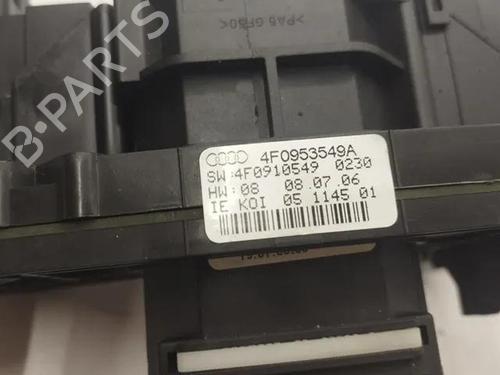 >PA6 GF30<
4F0953549A
SW:4F0910549 0230
HW:08 08.07.06
IE KOI 05 1145 01
B-PARTS